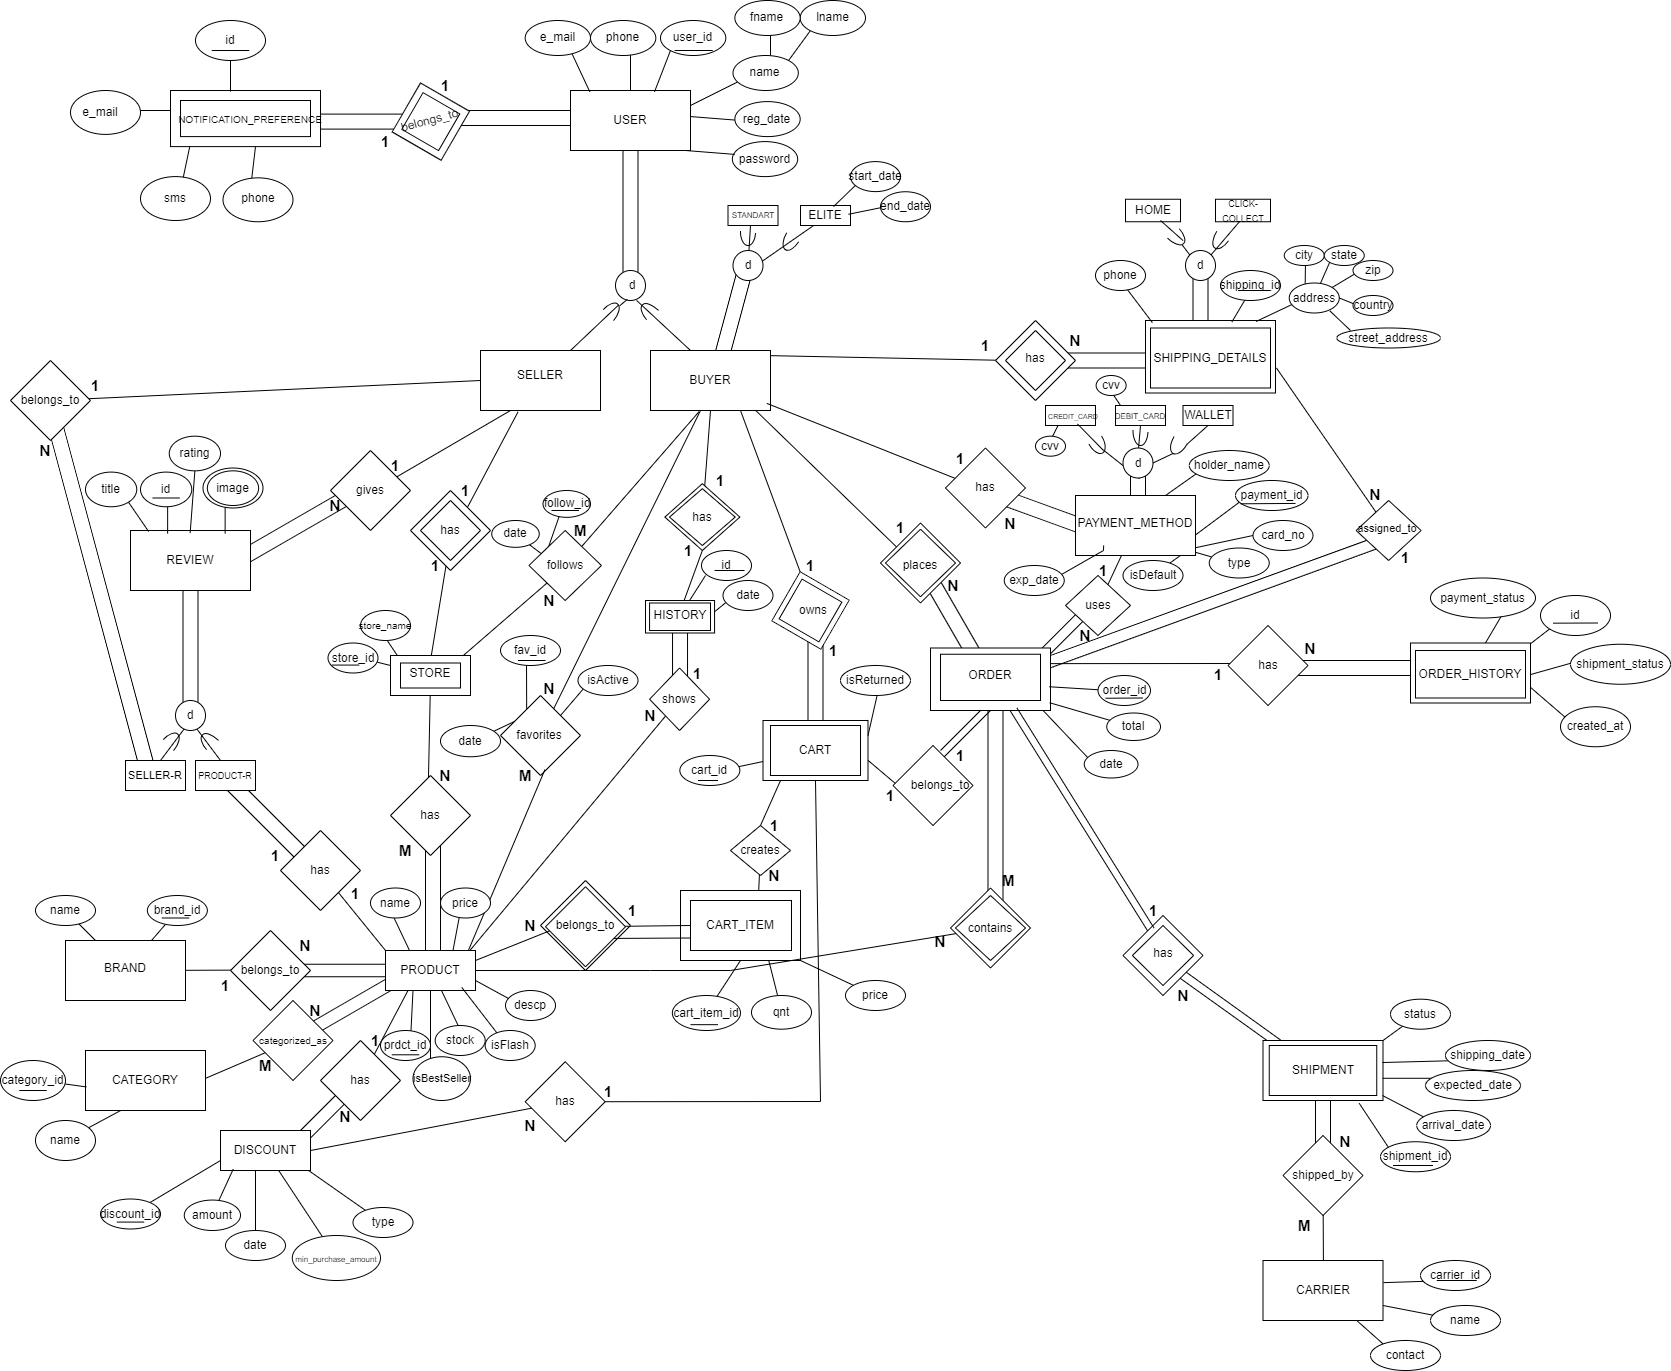 fname
lname
id
e_mail
phone
user_id
name
e_mail
NOTIFICATION_PREFERENCE
1
belongs_to
1
USER
reg_date
password
sms
phone
start_date
STANDART
ELITE
end_date
HOME
CLICK-
COLLECT
d
d
d
phone
shipping_id
city
state
zip
address
country
street_address
1
has
N
SHIPPING_DETAILS
SELLER
BUYER
belongs_to
1
N
cvv
CREDIT_CARD
DEBIT_CARD
WALLET
cvv
d
holder_name
rating
title
id
image
gives
1
N
1
has
1
follow_id
date
M
follows
N
1
has
1
1
has
N
PAYMENT_METHOD
payment_id
card_no
type
isDefault
exp_date
N
assigned_to
1
REVIEW
id
date
HISTORY
1
owns
1
1
places
N
1
uses
N
payment_status
id
shipment_status
created_at
store_name
store_id
STORE
fav_id
isActive
N
favorites
M
date
1
shows
N
isReturned
ORDER
order_id
total
date
1
has
N
ORDER_HISTORY
d
SELLER-R
PRODUCT-R
CART
cart_id
1
belongs_to
1
N
has
M
1
creates
N
1
has
1
name
brand_id
name
price
N
belongs_to
1
CART_ITEM
M
contains
N
BRAND
N
belongs_to
1
PRODUCT
1
has
N
cart_item_id
qnt
price
descp
N
categorized_as
M
1
prdct_id
stock
isFlash
isBestSeller
has
N
CATEGORY
category_id
name
1
has
N
status
SHIPMENT
shipping_date
expected_date
arrival_date
shipment_id
DISCOUNT
discount_id
amount
date
min_purchase_amount
type
N
shipped_by
M
CARRIER
carrier_id
name
contact